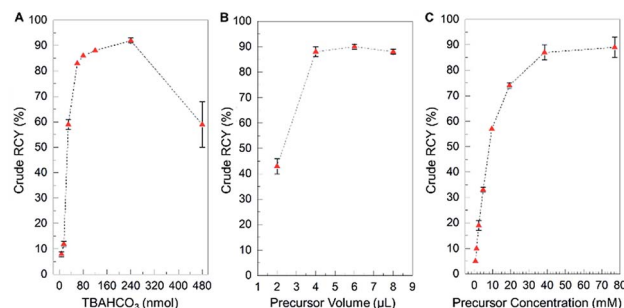 A
B
C
Crude RCY (%)
100
90
80
70
60
50
40
30
20
10
0
0 80 160 240 320 400 480
TBAHCO₃ (nmol)
Crude RCY (%)
100
90
80
70
60
50
40
30
20
10
0
1 2 3 4 5 6 7 8 9
Precursor Volume (µL)
Crude RCY (%)
100
90
80
70
60
50
40
30
20
10
0
0 10 20 30 40 50 60 70 80
Precursor Concentration (mM)